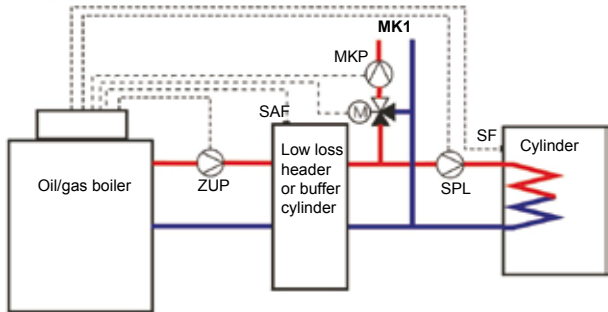 MK1
MKP
M
SAF
SF
Oil/gas boiler
ZUP
Low loss
header
or buffer
cylinder
SPL
Cylinder